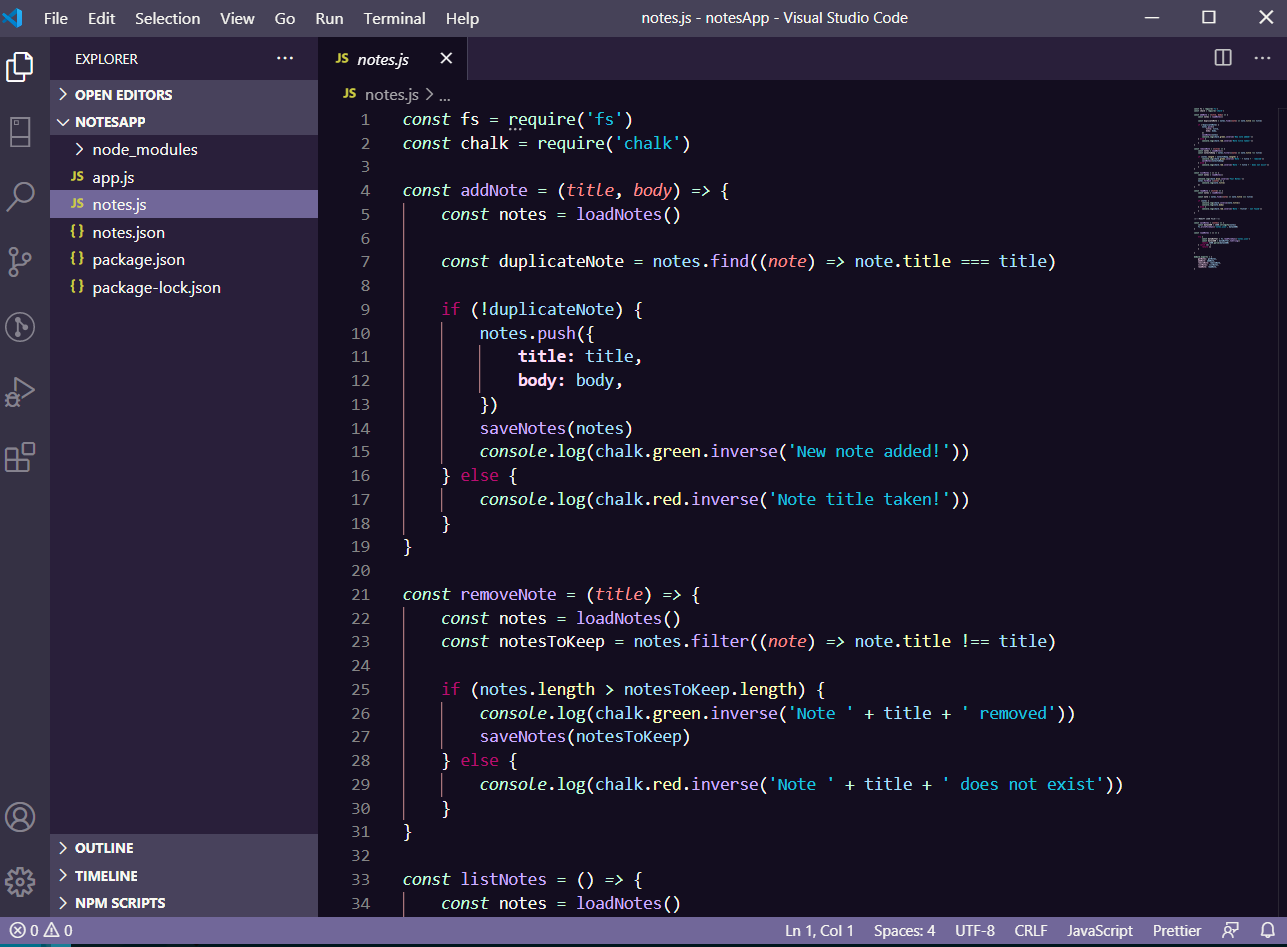 File Edit Selection View Go Run Terminal Help notes.js - notesApp - Visual Studio Code
EXPLORER
OPEN EDITORS
NOTESAPP
node_modules
JS app.js
JS notes.js
{} notes.json
{} package.json
{} package-lock.json
OUTLINE
TIMELINE
NPM SCRIPTS
JS notes.js
JS notes.js > ...
1 const fs = require('fs')
2 const chalk = require('chalk')
3
4 const addNote = (title, body) => {
5     const notes = loadNotes()
6
7     const duplicateNote = notes.find((note) => note.title === title)
8
9     if (!duplicateNote) {
10         notes.push({
11             title: title,
12             body: body,
13         })
14         saveNotes(notes)
15         console.log(chalk.green.inverse('New note added!'))
16     } else {
17         console.log(chalk.red.inverse('Note title taken!'))
18     }
19 }
20
21 const removeNote = (title) => {
22     const notes = loadNotes()
23     const notesToKeep = notes.filter((note) => note.title !== title)
24
25     if (notes.length > notesToKeep.length) {
26         console.log(chalk.green.inverse('Note ' + title + ' removed'))
27         saveNotes(notesToKeep)
28     } else {
29         console.log(chalk.red.inverse('Note ' + title + ' does not exist'))
30     }
31 }
32
33 const listNotes = () => {
34     const notes = loadNotes()
0 0 Ln 1, Col 1 Spaces: 4 UTF-8 CRLF JavaScript Prettier